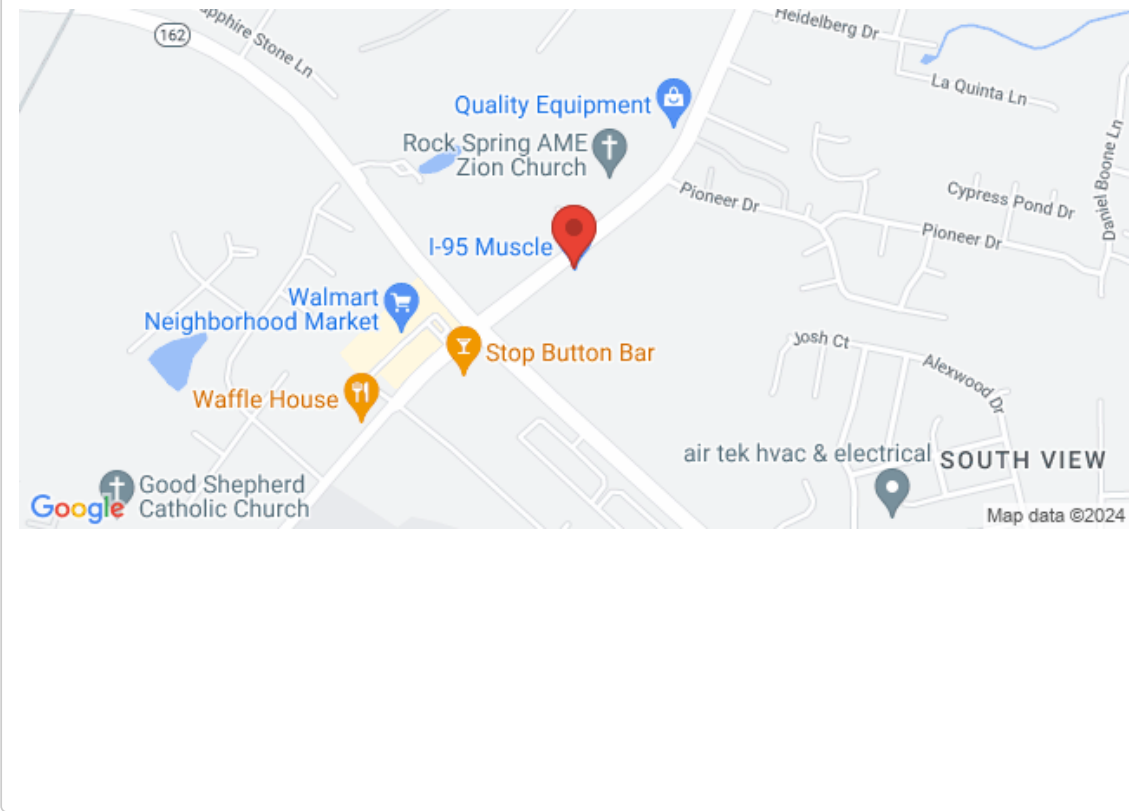 apphire Stone Ln
162
Heidelberg Dr
La Quinta Ln
Quality Equipment
Rock Spring AME
Zion Church
Pioneer Dr
Cypress Pond Dr
Daniel Boone Ln
Pioneer Dr
I-95 Muscle
Walmart
Neighborhood Market
Stop Button Bar
Josh Ct
Alexwood Dr
Waffle House
air tek hvac & electrical
SOUTH VIEW
Good Shepherd
Catholic Church
Google
Map data ©2024